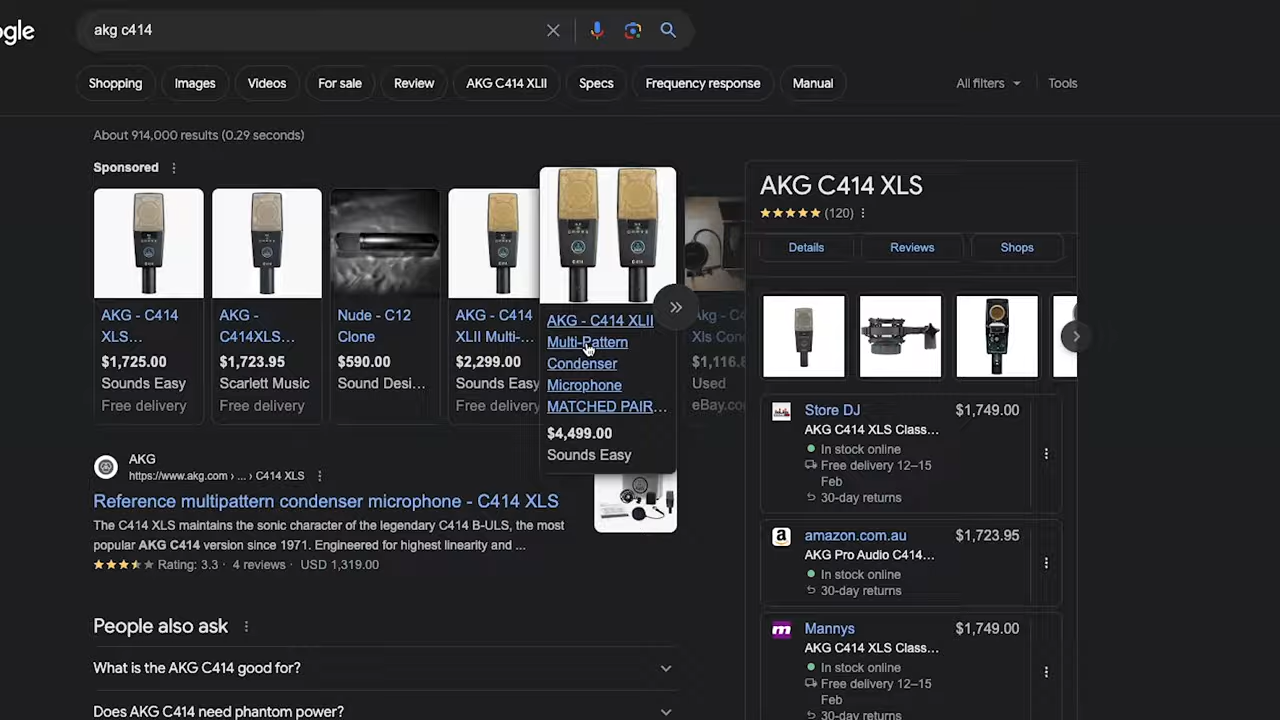 gle
akg c414
Shopping
Images
Videos
For sale
Review
AKG C414 XLII
Specs
Frequency response
Manual
All filters
Tools
About 914,000 results (0.29 seconds)
Sponsored
AKG - C414
XLS...
$1,725.00
Sounds Easy
Free delivery
AKG -
C414XLS...
$1,723.95
Scarlett Music
Free delivery
Nude - C12
Clone
$590.00
Sound Desi...
AKG - C414
XLII Multi-...
$2,299.00
Sounds Easy
Free delivery
AKG - C414 XLII
Multi-Pattern
Condenser
Microphone
MATCHED PAIR...
$4,499.00
Sounds Easy
Akg - C
Xls Con
$1,116.8
Used
eBay.co
AKG
https://www.akg.com › ... › C414 XLS
Reference multipattern condenser microphone - C414 XLS
The C414 XLS maintains the sonic character of the legendary C414 B-ULS, the most
popular AKG C414 version since 1971. Engineered for highest linearity and ...
Rating: 3.3 · 4 reviews · USD 1,319.00
People also ask
What is the AKG C414 good for?
Does AKG C414 need phantom power?
AKG C414 XLS
(120)
Details
Reviews
Shops
Store DJ
$1,749.00
AKG C414 XLS Class...
In stock online
Free delivery 12–15
Feb
30-day returns
amazon.com.au
$1,723.95
AKG Pro Audio C414...
In stock online
30-day returns
Mannys
$1,749.00
AKG C414 XLS Class...
In stock online
Free delivery 12–15
Feb
30-day returns